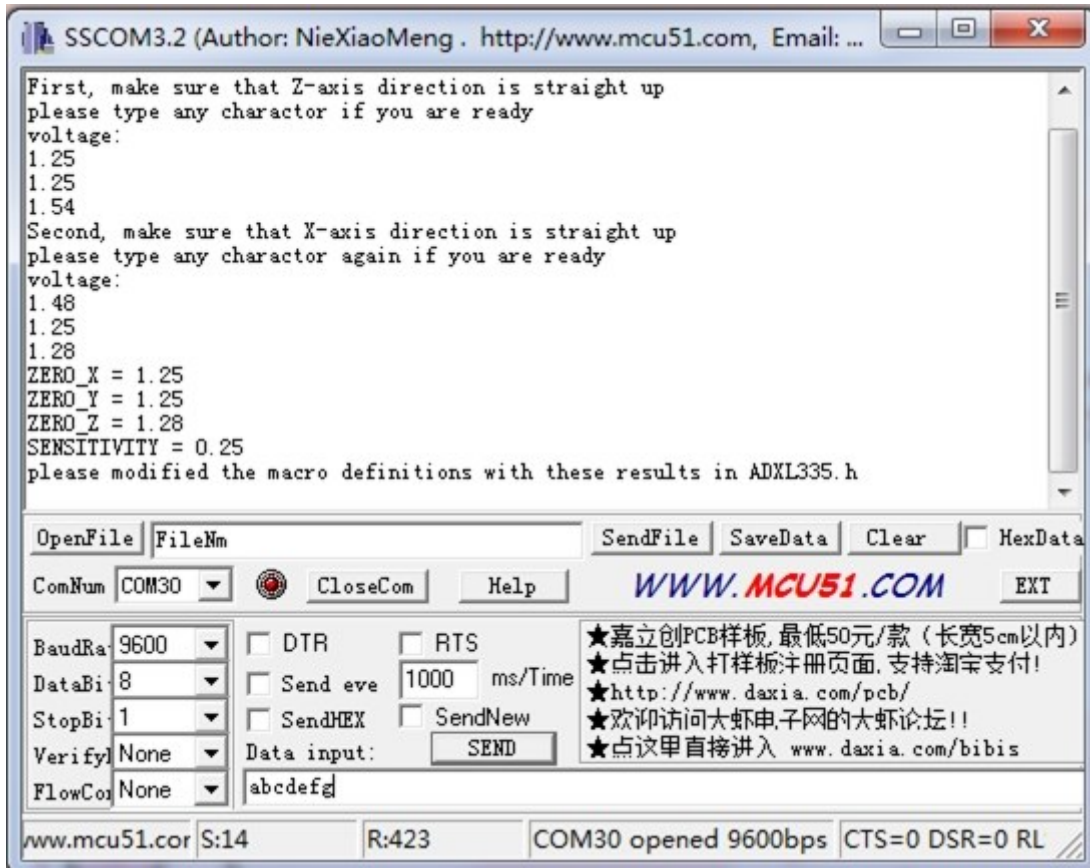 SSCOM3.2 (Author: NieXiaoMeng . http://www.mcu51.com, Email: ...
First, make sure that Z-axis direction is straight up
please type any charactor if you are ready
voltage:
1.25
1.25
1.54
Second, make sure that X-axis direction is straight up
please type any charactor again if you are ready
voltage:
1.48
1.25
1.28
ZERO_X = 1.25
ZERO_Y = 1.25
ZERO_Z = 1.28
SENSITIVITY = 0.25
please modified the macro definitions with these results in ADXL335.h
OpenFile FileNm SendFile SaveData Clear HexData
ComNum COM30 CloseCom Help WWW.MCU51.COM EXT
BaudRa 9600 DTR RTS
DataBi 8 Send eve 1000 ms/Time
StopBi 1 SendHEX SendNew
Verify None Data input: SEND
FlowCo None abcdefg
★嘉立创PCB样板,最低50元/款（长宽5cm以内）
★点击进入打样板注册页面,支持淘宝支付!
★http://www.daxia.com/pcb/
★欢迎访问大虾电子网的大虾论坛!!
★点这里直接进入 www.daxia.com/bibis
www.mcu51.cor S:14 R:423 COM30 opened 9600bps CTS=0 DSR=0 RL